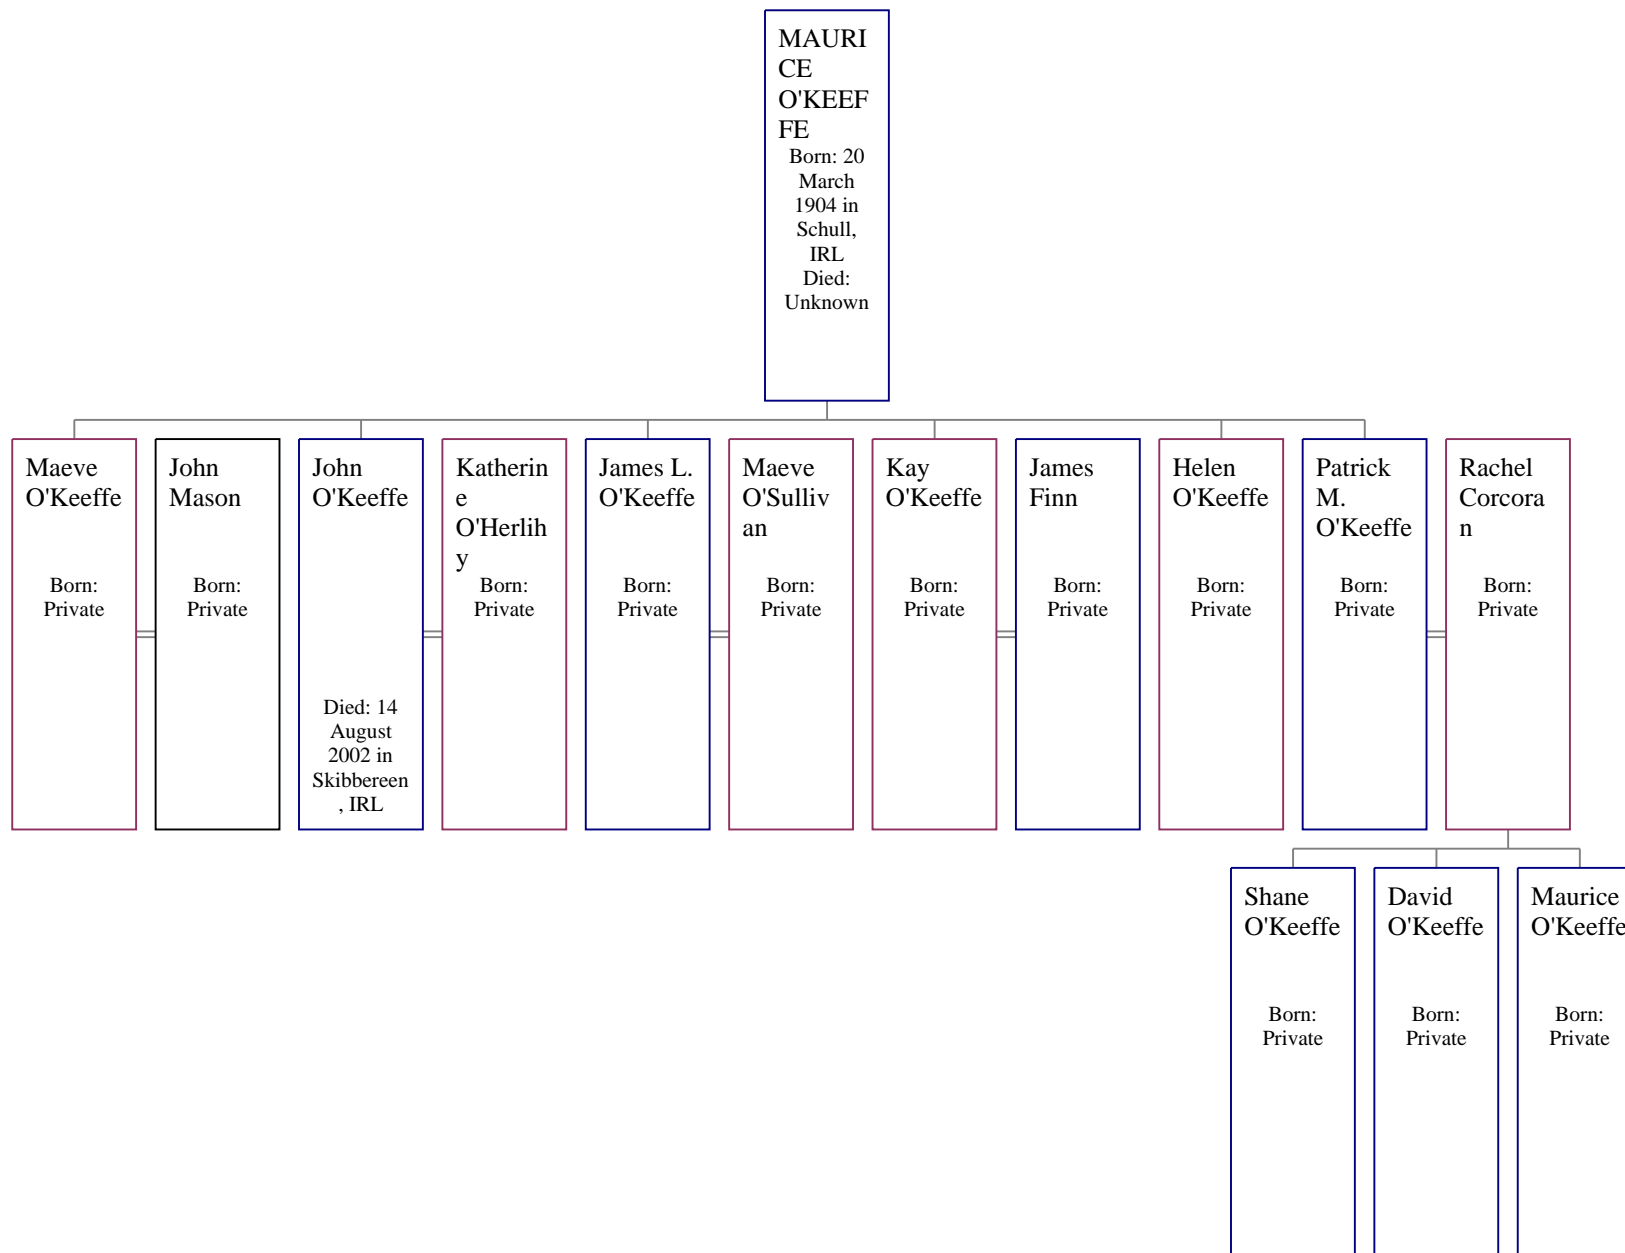 MAURI
CE
O'KEEF
FE
Born: 20
March
1904 in
Schull,
IRL
Died:
Unknown
Maeve
O'Keeffe
Born:
Private
John
Mason
Born:
Private
John
O'Keeffe
Died: 14
August
2002 in
Skibbereen
, IRL
Katherin
e
O'Herlih
y
Born:
Private
James L.
O'Keeffe
Born:
Private
Maeve
O'Sulliv
an
Born:
Private
Kay
O'Keeffe
Born:
Private
James
Finn
Born:
Private
Helen
O'Keeffe
Born:
Private
Patrick
M.
O'Keeffe
Born:
Private
Rachel
Corcora
n
Born:
Private
Shane
O'Keeffe
Born:
Private
David
O'Keeffe
Born:
Private
Maurice
O'Keeffe
Born:
Private